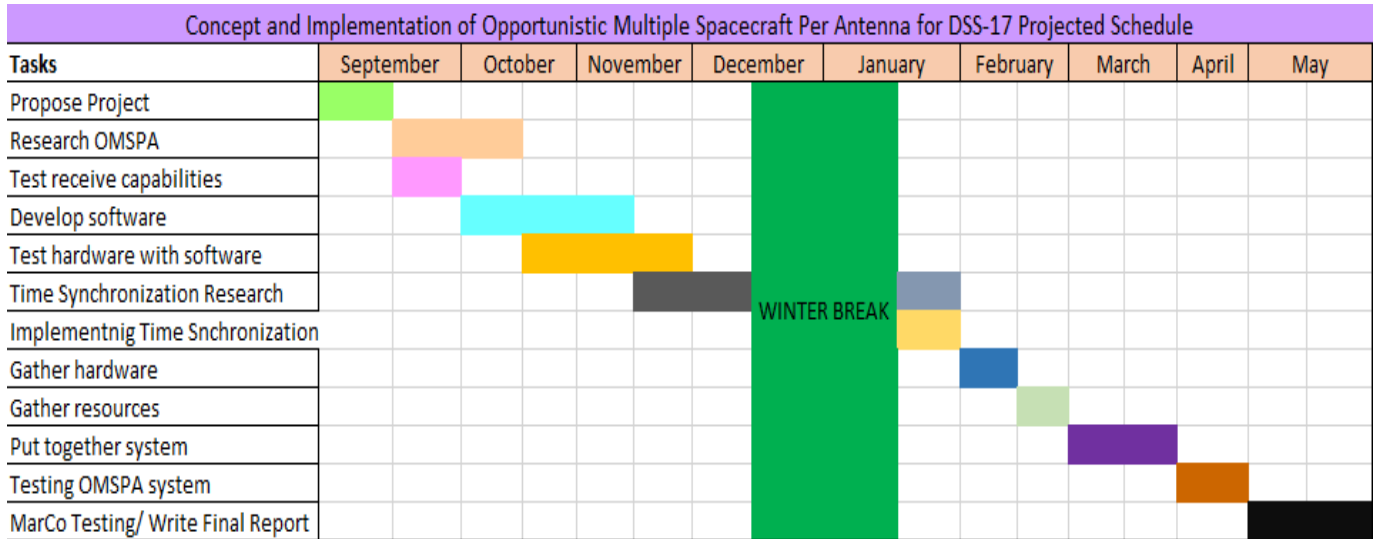 Concept and Implementation of Opportunistic Multiple Spacecraft Per Antenna for DSS-17 Projected Schedule
Tasks September October November December January February March April May
Propose Project
Research OMSPA
Test receive capabilities
Develop software
Test hardware with software
Time Synchronization Research
WINTER BREAK
Implementnig Time Snchronization
Gather hardware
Gather resources
Put together system
Testing OMSPA system
MarCo Testing/ Write Final Report